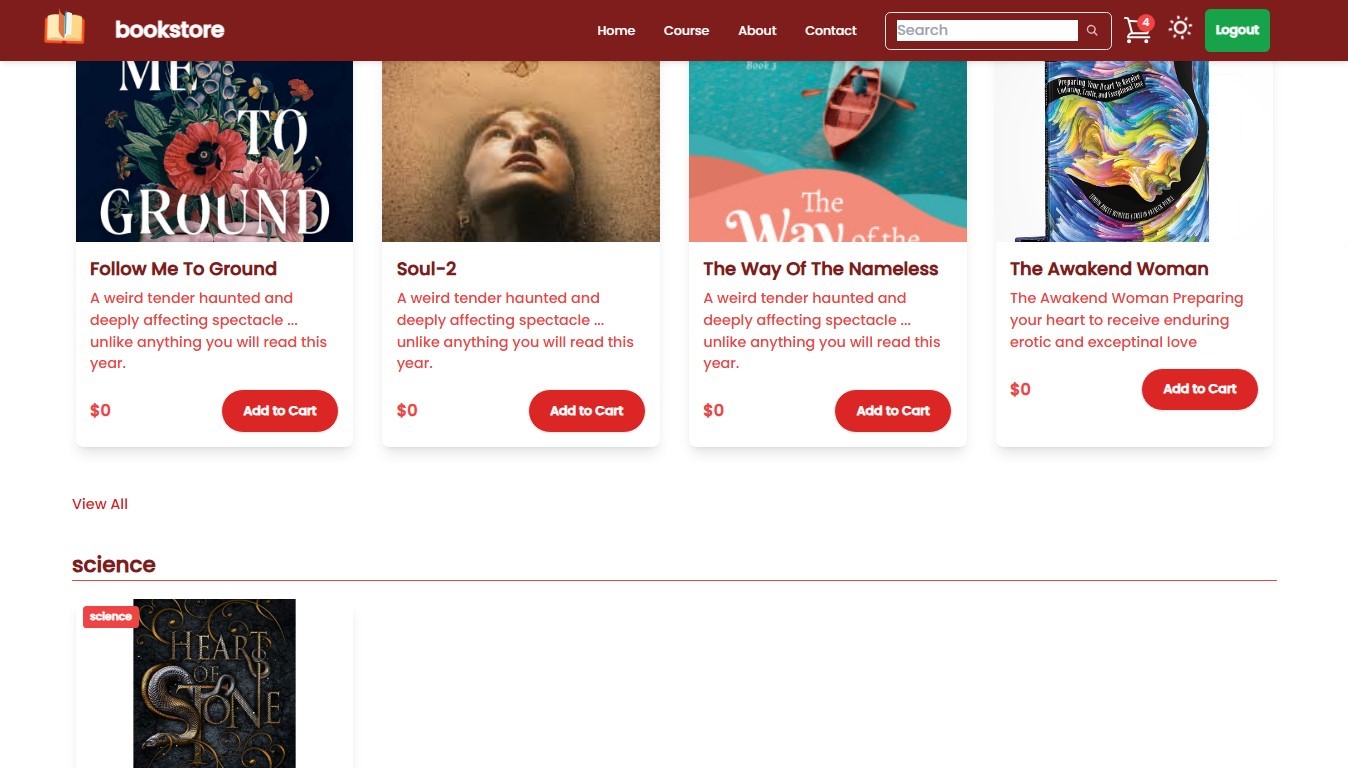 bookstore
Home Course About Contact Search 4 Logout
ME
TO
GROUND
Book 3
The
Way of the
Preparing Your Heart to Receive
Enduring, Erotic, and Exceptional Love
Follow Me To Ground
A weird tender haunted and
deeply affecting spectacle ...
unlike anything you will read this
year.
$0 Add to Cart
Soul-2
A weird tender haunted and
deeply affecting spectacle ...
unlike anything you will read this
year.
$0 Add to Cart
The Way Of The Nameless
A weird tender haunted and
deeply affecting spectacle ...
unlike anything you will read this
year.
$0 Add to Cart
The Awakend Woman
The Awakend Woman Preparing
your heart to receive enduring
erotic and exceptinal love
$0 Add to Cart
View All
science
science
HEART
OF
STONE